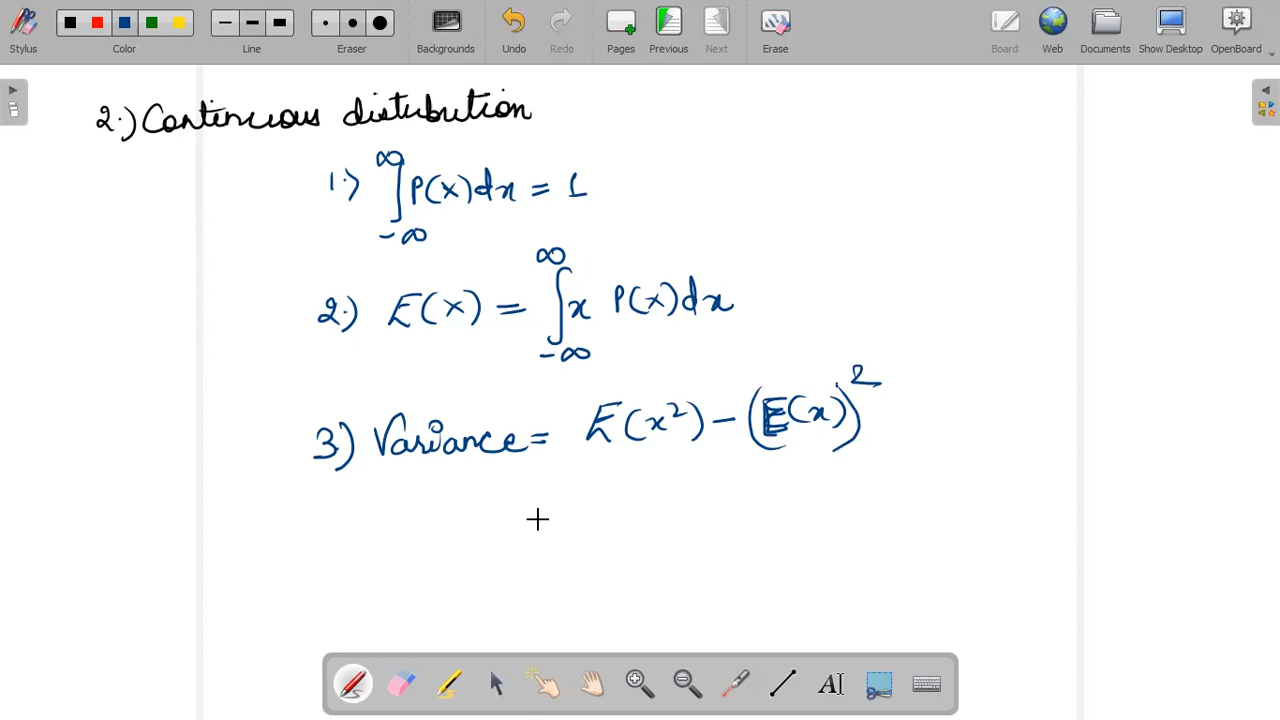 Stylus Color Line Eraser Backgrounds Undo Redo Pages Previous Next Erase Board Web Documents Show Desktop OpenBoard
2.) Continuous distubution
1.) ∫_{-∞}^{∞} P(x)dx = 1
2.) E(x) = ∫_{-∞}^{∞} x P(x)dx
3.) Variance = E(x²) - (E(x))²